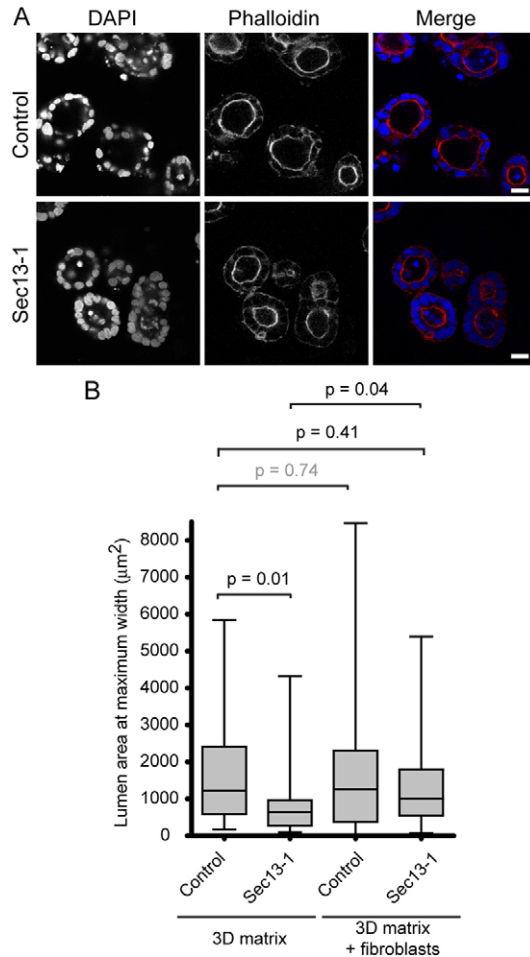 A
DAPI
Phalloidin
Merge
Control
Sec13-1
B
p = 0.04
p = 0.41
p = 0.74
p = 0.01
Lumen area at maximum width (μm²)
8000
7000
6000
5000
4000
3000
2000
1000
0
Control
Sec13-1
Control
Sec13-1
3D matrix
3D matrix
+ fibroblasts